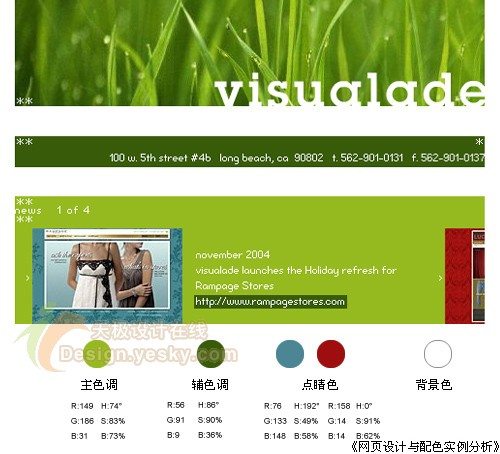 visualade
**
** *
100 w. 5th street #4b long beach, ca 90802 t. 562-901-0131 f. 562-901-0137
**
news 1 of 4
**
november 2004
visualade launches the Holiday refresh for
Rampage Stores
http://www.rampagestores.com
天极设计在线
Design.yesky.com
主色调 辅色调 点睛色 背景色
R:149 H:74° R:56 H:86° R:76 H:192° R:158 H:0°
G:186 S:83% G:91 S:90% G:133 S:49% G:14 S:91%
B:31 B:73% B:9 B:36% B:148 B:58% B:14 B:62%
《网页设计与配色实例分析》